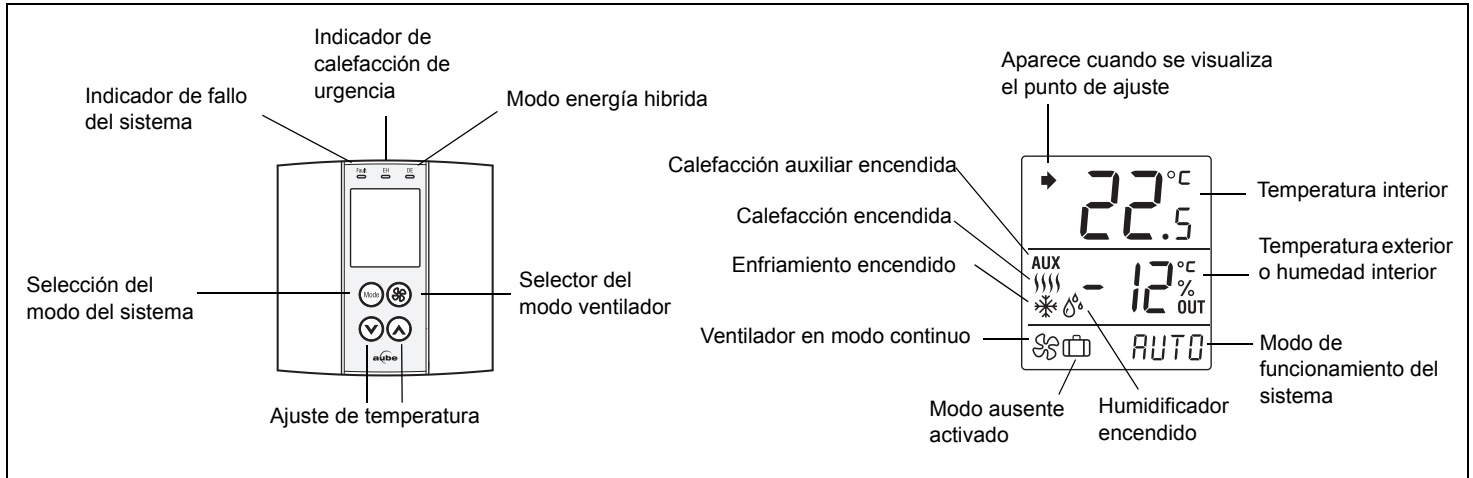 Indicador de
calefacción de
urgencia
Indicador de fallo
del sistema
Modo energía hibrida
Fault EH DE
Selección del
modo del sistema
Mode
Selector del
modo ventilador
aube
Ajuste de temperatura
Aparece cuando se visualiza
el punto de ajuste
Calefacción auxiliar encendida
Calefacción encendida
Enfriamiento encendido
Ventilador en modo continuo
Modo ausente
activado
Humidificador
encendido
22.5 °C
Temperatura interior
AUX
- 12 °C
%
OUT
Temperatura exterior
o humedad interior
AUTO
Modo de
funcionamiento del
sistema